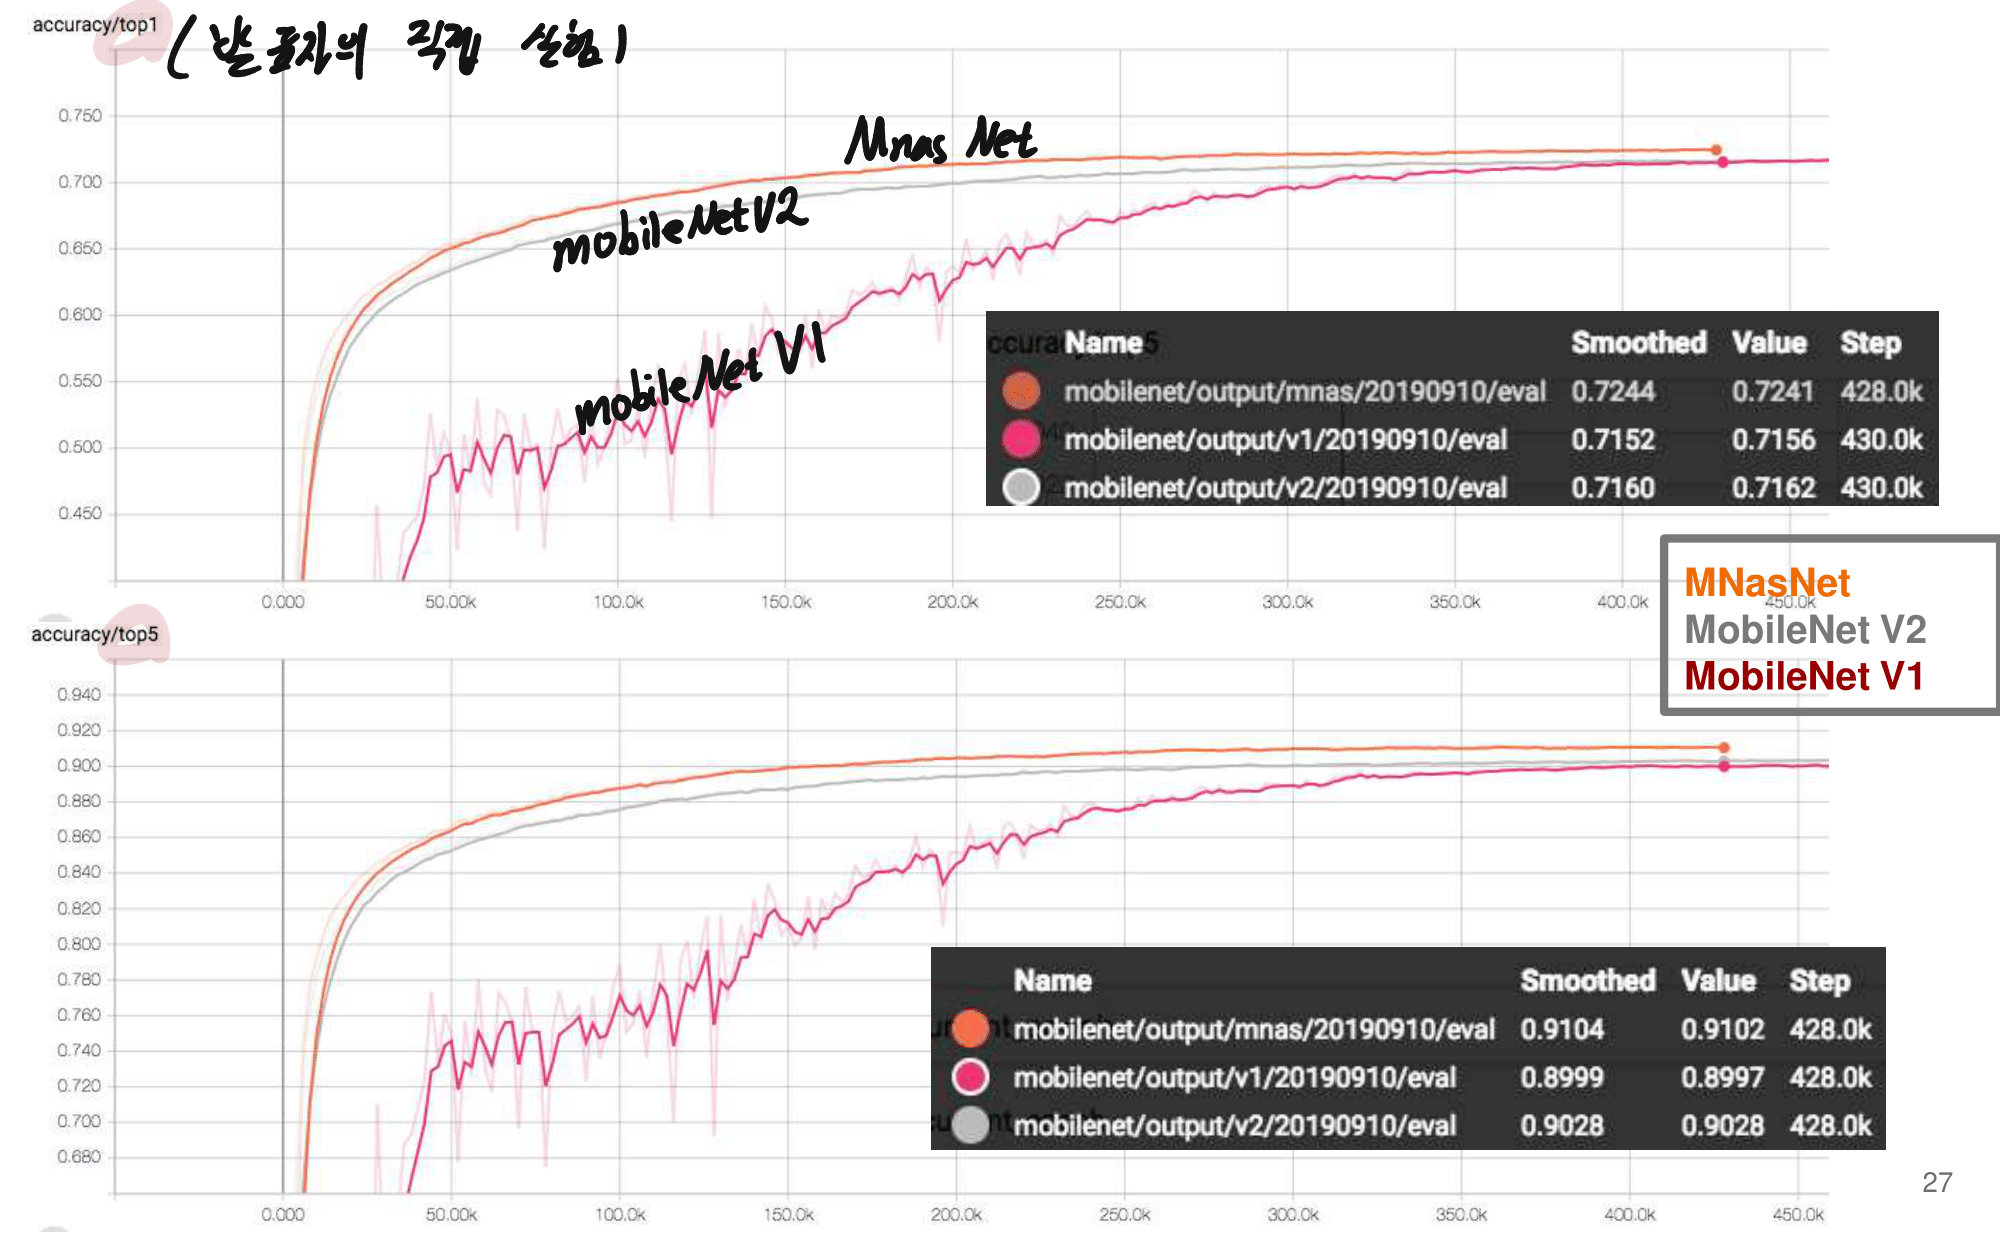 accuracy/top1
(발표자의 직접 실험)
0.750
0.700
0.650
0.600
0.550
0.500
0.450
Mnas Net
mobileNetV2
mobileNet V1
Name Smoothed Value Step
mobilenet/output/mnas/20190910/eval 0.7244 0.7241 428.0k
mobilenet/output/v1/20190910/eval 0.7152 0.7156 430.0k
mobilenet/output/v2/20190910/eval 0.7160 0.7162 430.0k
0.000 50.00k 100.0k 150.0k 200.0k 250.0k 300.0k 350.0k 400.0k 450.0k
MNasNet
MobileNet V2
MobileNet V1
accuracy/top5
0.940
0.920
0.900
0.880
0.860
0.840
0.820
0.800
0.780
0.760
0.740
0.720
0.700
0.680
Name Smoothed Value Step
mobilenet/output/mnas/20190910/eval 0.9104 0.9102 428.0k
mobilenet/output/v1/20190910/eval 0.8999 0.8997 428.0k
mobilenet/output/v2/20190910/eval 0.9028 0.9028 428.0k
0.000 50.00k 100.0k 150.0k 200.0k 250.0k 300.0k 350.0k 400.0k 450.0k
27